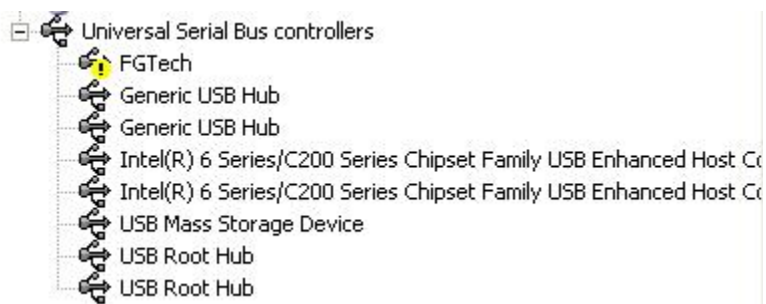 Universal Serial Bus controllers
FGTech
Generic USB Hub
Generic USB Hub
Intel(R) 6 Series/C200 Series Chipset Family USB Enhanced Host
Intel(R) 6 Series/C200 Series Chipset Family USB Enhanced Host
USB Mass Storage Device
USB Root Hub
USB Root Hub